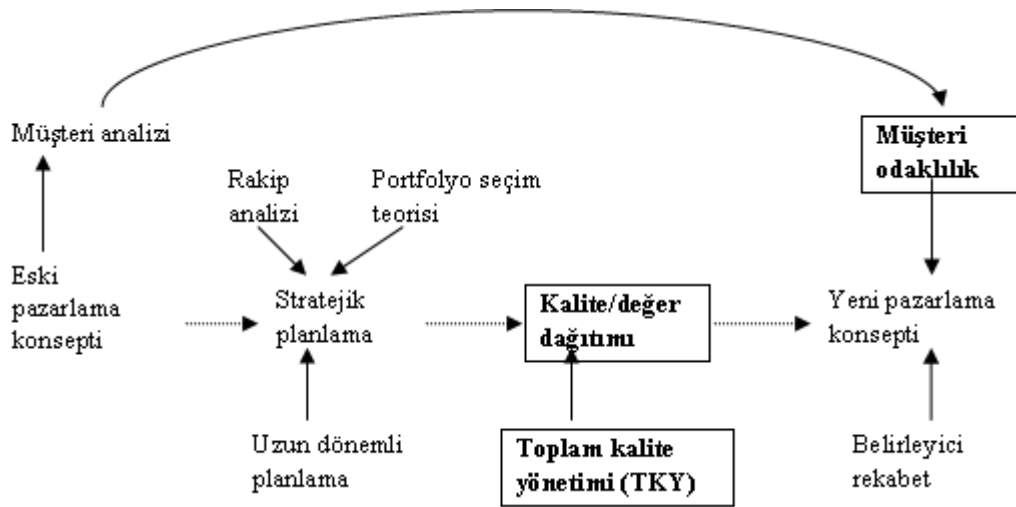 Müşteri analizi
Müşteri
odaklılık
Rakip
analizi
Portfolyo seçim
teorisi
Eski
pazarlama
konsepti
Stratejik
planlama
Kalite/değer
dağıtımı
Yeni pazarlama
konsepti
Uzun dönemli
planlama
Toplam kalite
yönetimi (TKY)
Belirleyici
rekabet